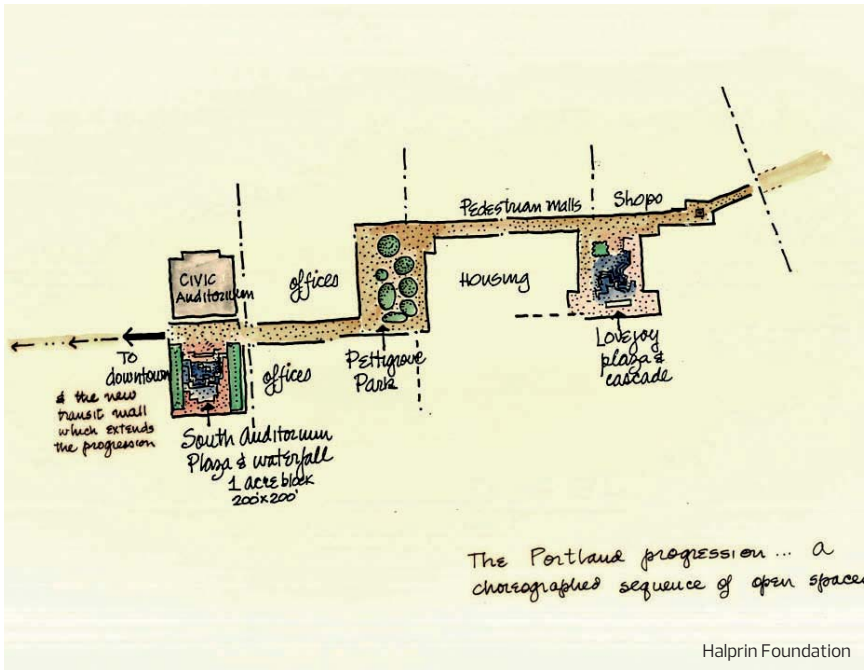 Pedestrian malls
Shops
CIVIC
Auditorium
offices
HOUSING
TO
downtown
& the new
transit mall
which extends
the progression
offices
Pettigrove
Park
Lovejoy
plaza &
cascade
South Auditorium
Plaza & waterfall
1 acre block
200'x200'
The Portland progression... a
choreographed sequence of open spaces
Halprin Foundation